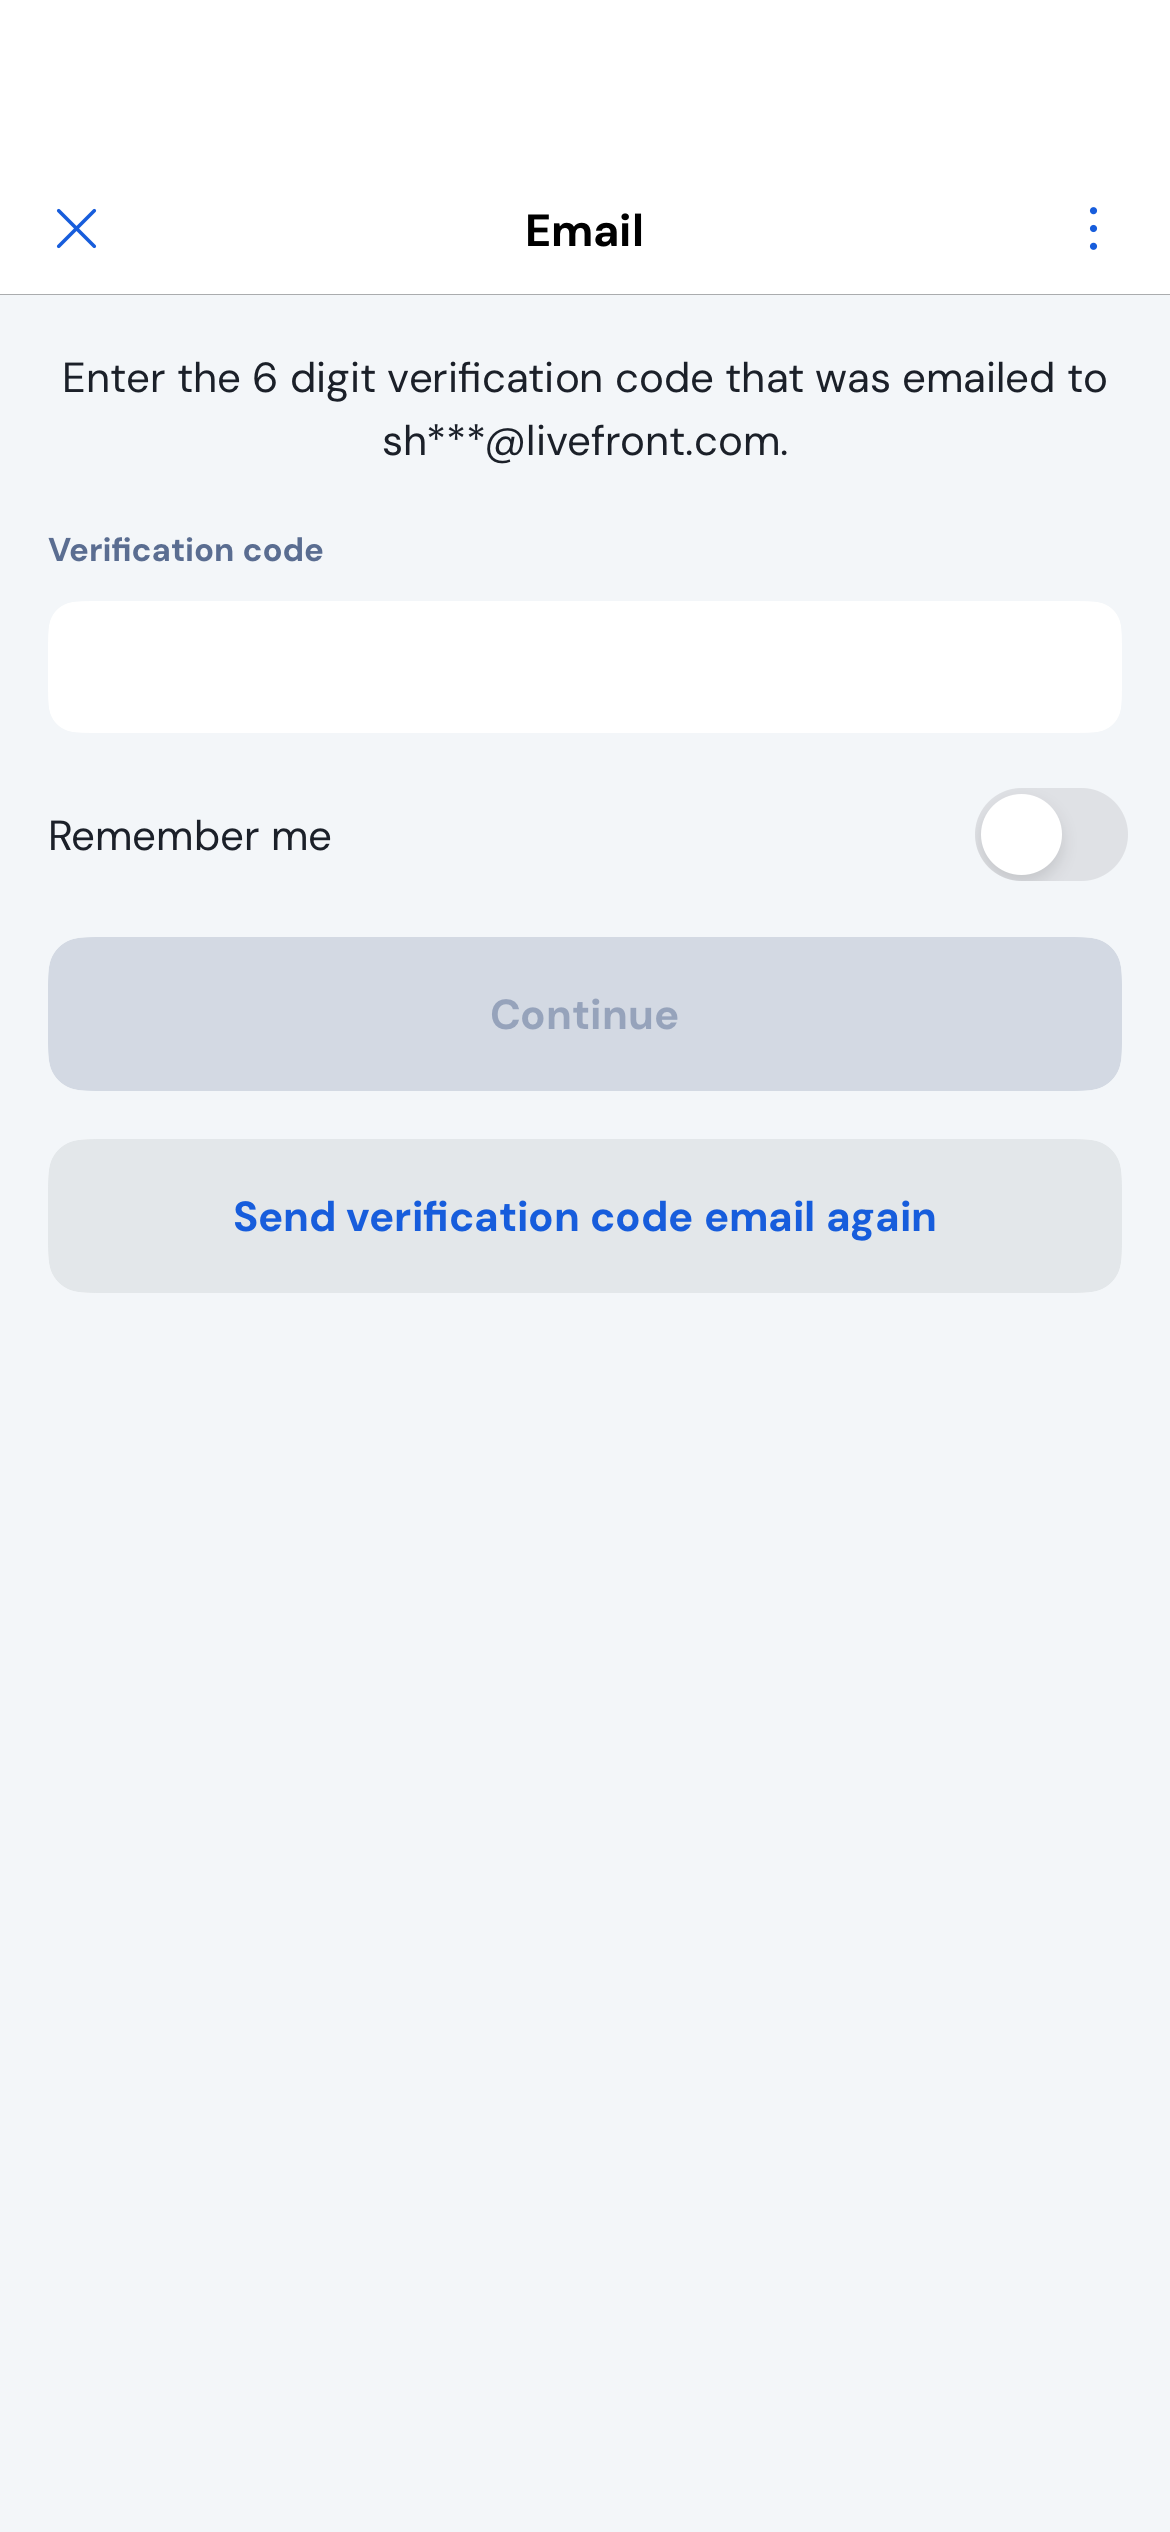 Email
Enter the 6 digit verification code that was emailed to
sh***@livefront.com.
Verification code
Remember me
Continue
Send verification code email again